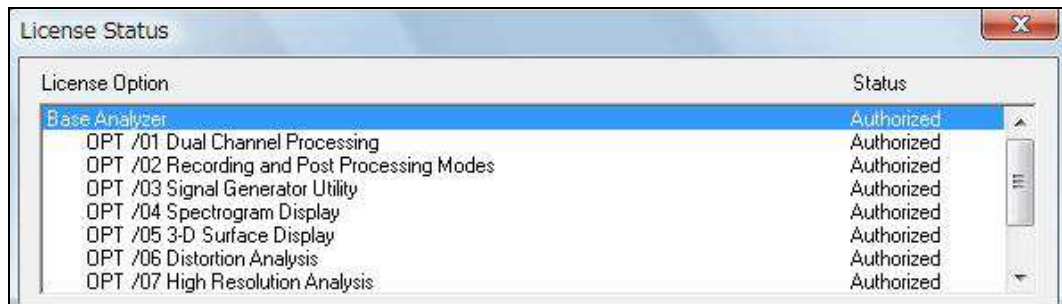 License Status
License Option Status
Base Analyzer Authorized
OPT /01 Dual Channel Processing Authorized
OPT /02 Recording and Post Processing Modes Authorized
OPT /03 Signal Generator Utility Authorized
OPT /04 Spectrogram Display Authorized
OPT /05 3-D Surface Display Authorized
OPT /06 Distortion Analysis Authorized
OPT /07 High Resolution Analysis Authorized